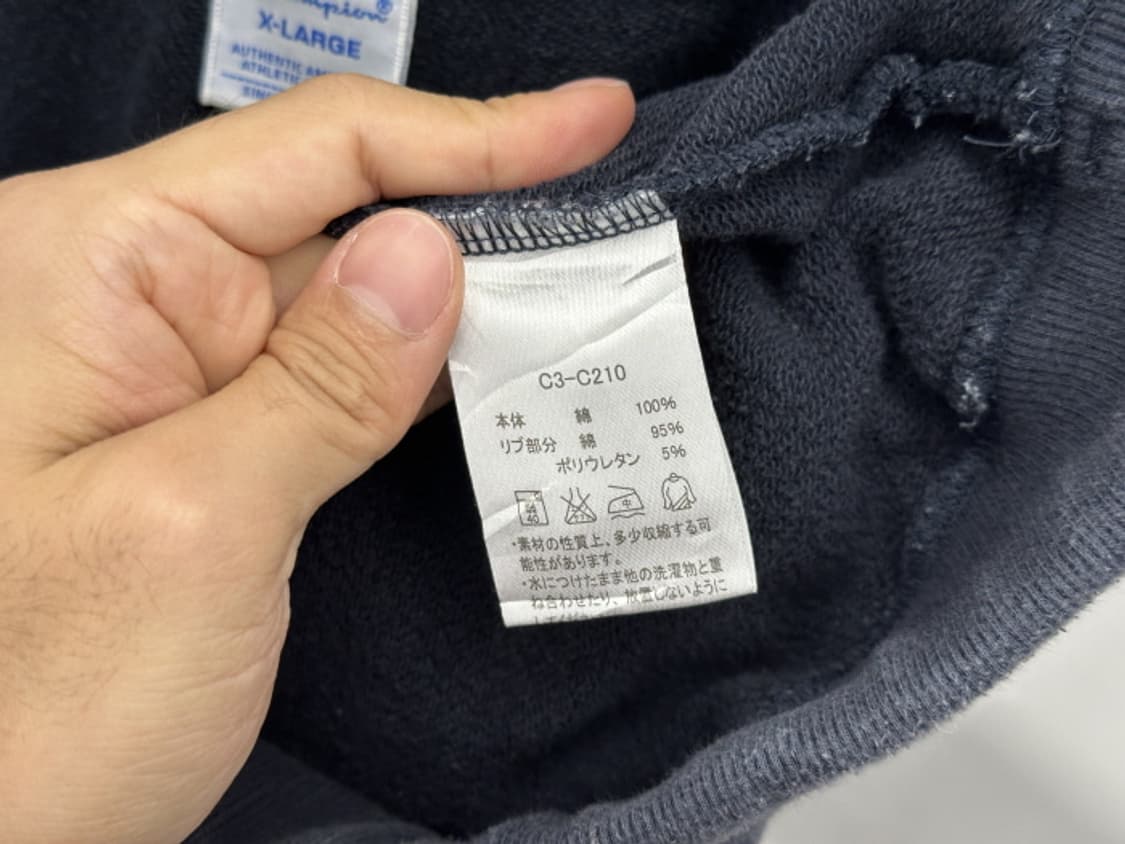 X-LARGE
AUTHENTIC
ATHLETIC
C3-C210
本体 綿 100%
リブ部分 綿 95%
ポリウレタン 5%
40
中
・素材の性質上、多少収縮する可
能性があります。
・水につけたまま他の洗濯物と重
ね合わせたり、放置しないように